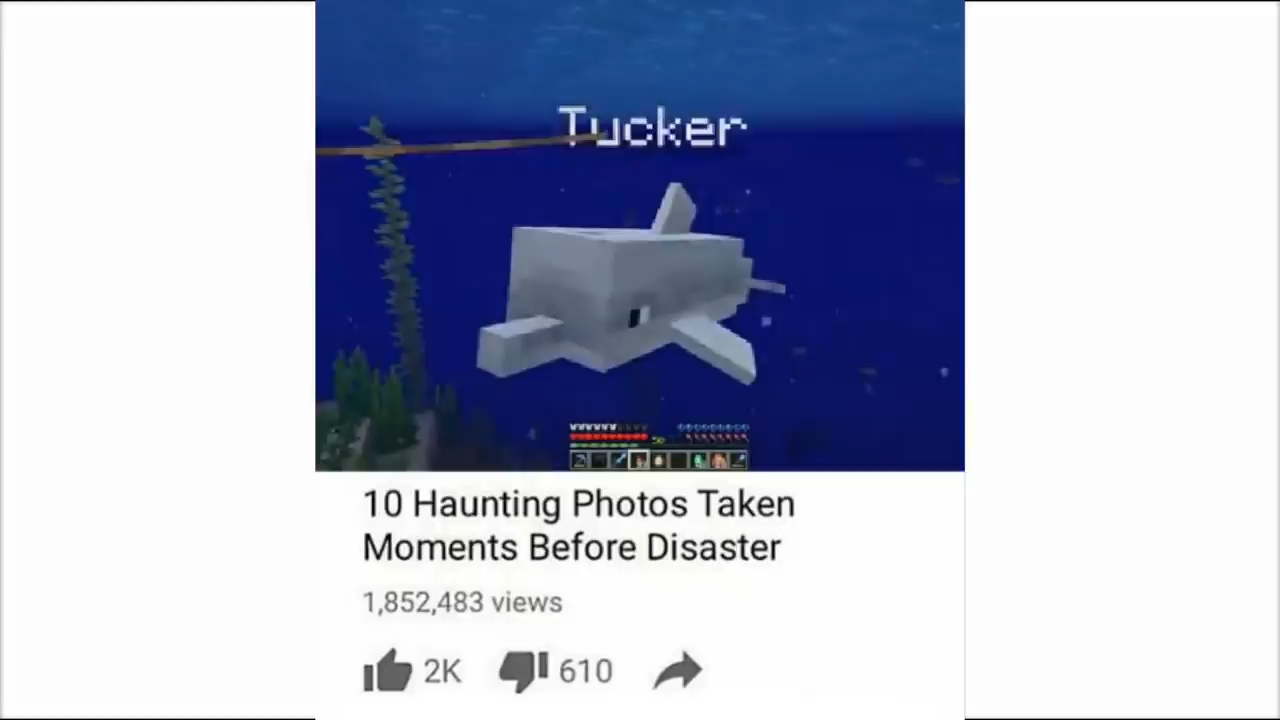 Tucker
10 Haunting Photos Taken
Moments Before Disaster
1,852,483 views
2K 610